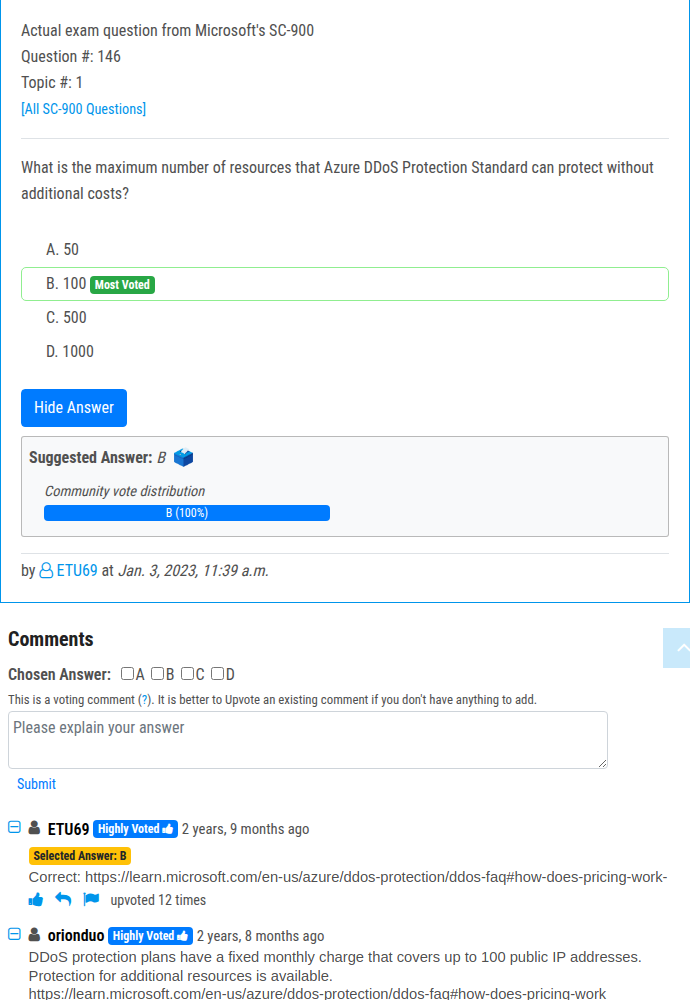 Actual exam question from Microsoft's SC-900
Question #: 146
Topic #: 1
[All SC-900 Questions]
What is the maximum number of resources that Azure DDoS Protection Standard can protect without
additional costs?
A. 50
B. 100 Most Voted
C. 500
D. 1000
Hide Answer
Suggested Answer: B
Community vote distribution
B (100%)
by ETU69 at Jan. 3, 2023, 11:39 a.m.
Comments
Chosen Answer: A B C D
This is a voting comment (?). It is better to Upvote an existing comment if you don't have anything to add.
Please explain your answer
Submit
ETU69 Highly Voted 2 years, 9 months ago
Selected Answer: B
Correct: https://learn.microsoft.com/en-us/azure/ddos-protection/ddos-faq#how-does-pricing-work-
upvoted 12 times
orionduo Highly Voted 2 years, 8 months ago
DDoS protection plans have a fixed monthly charge that covers up to 100 public IP addresses.
Protection for additional resources is available.
https://learn.microsoft.com/en-us/azure/ddos-protection/ddos-faq#how-does-pricing-work